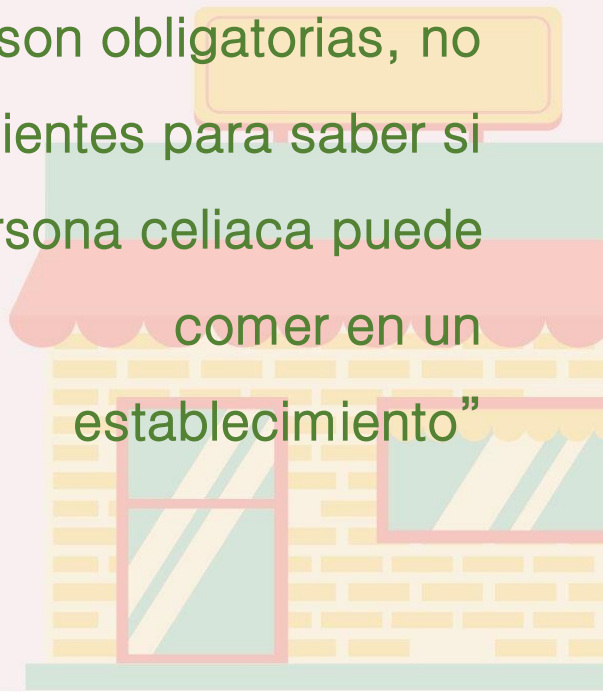 son obligatorias, no
ientes para saber si
rsona celiaca puede
comer en un
establecimiento”